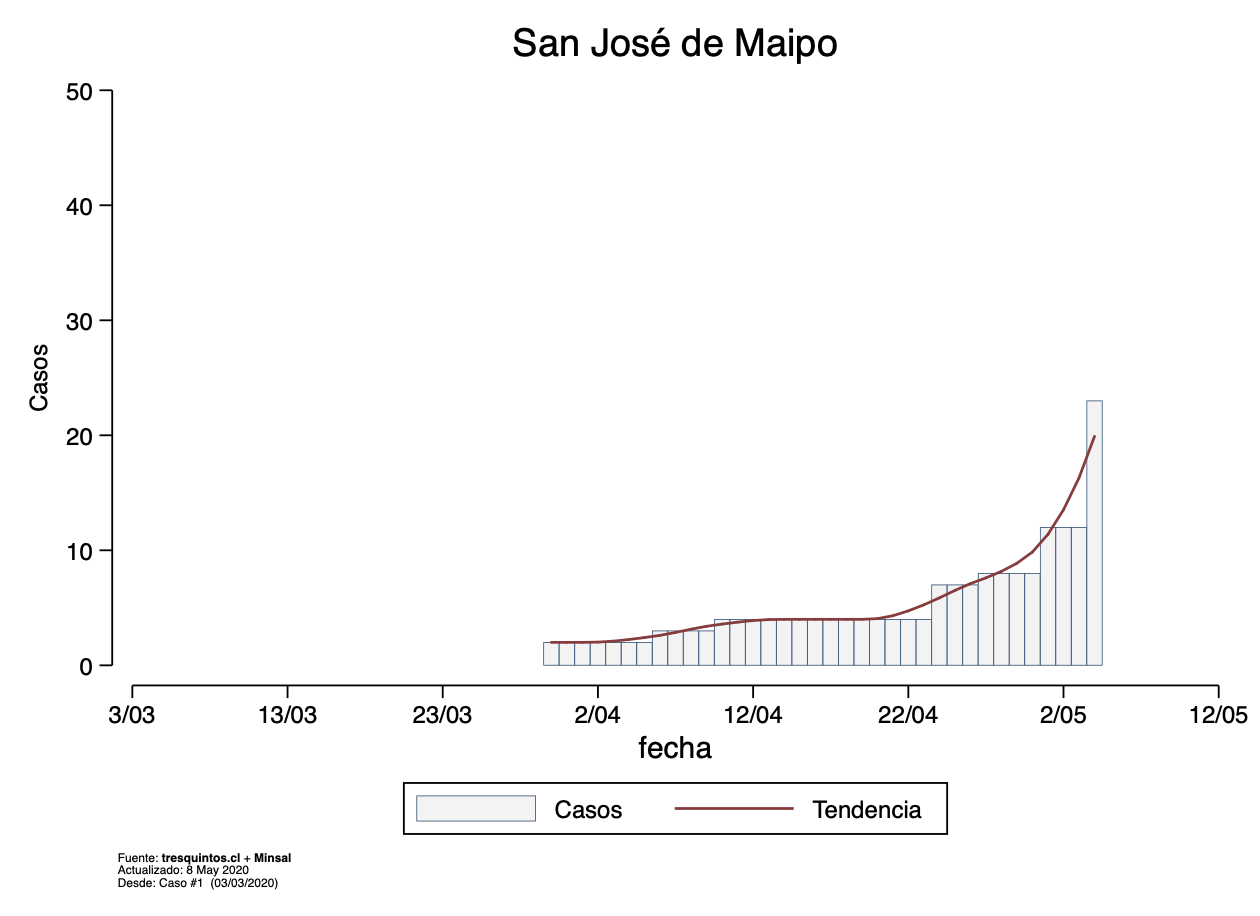 San José de Maipo
50
40
30
20
10
0
Casos
3/03 13/03 23/03 2/04 12/04 22/04 2/05 12/05
fecha
Casos Tendencia
Fuente: tresquintos.cl + Minsal
Actualizado: 8 May 2020
Desde: Caso #1 (03/03/2020)